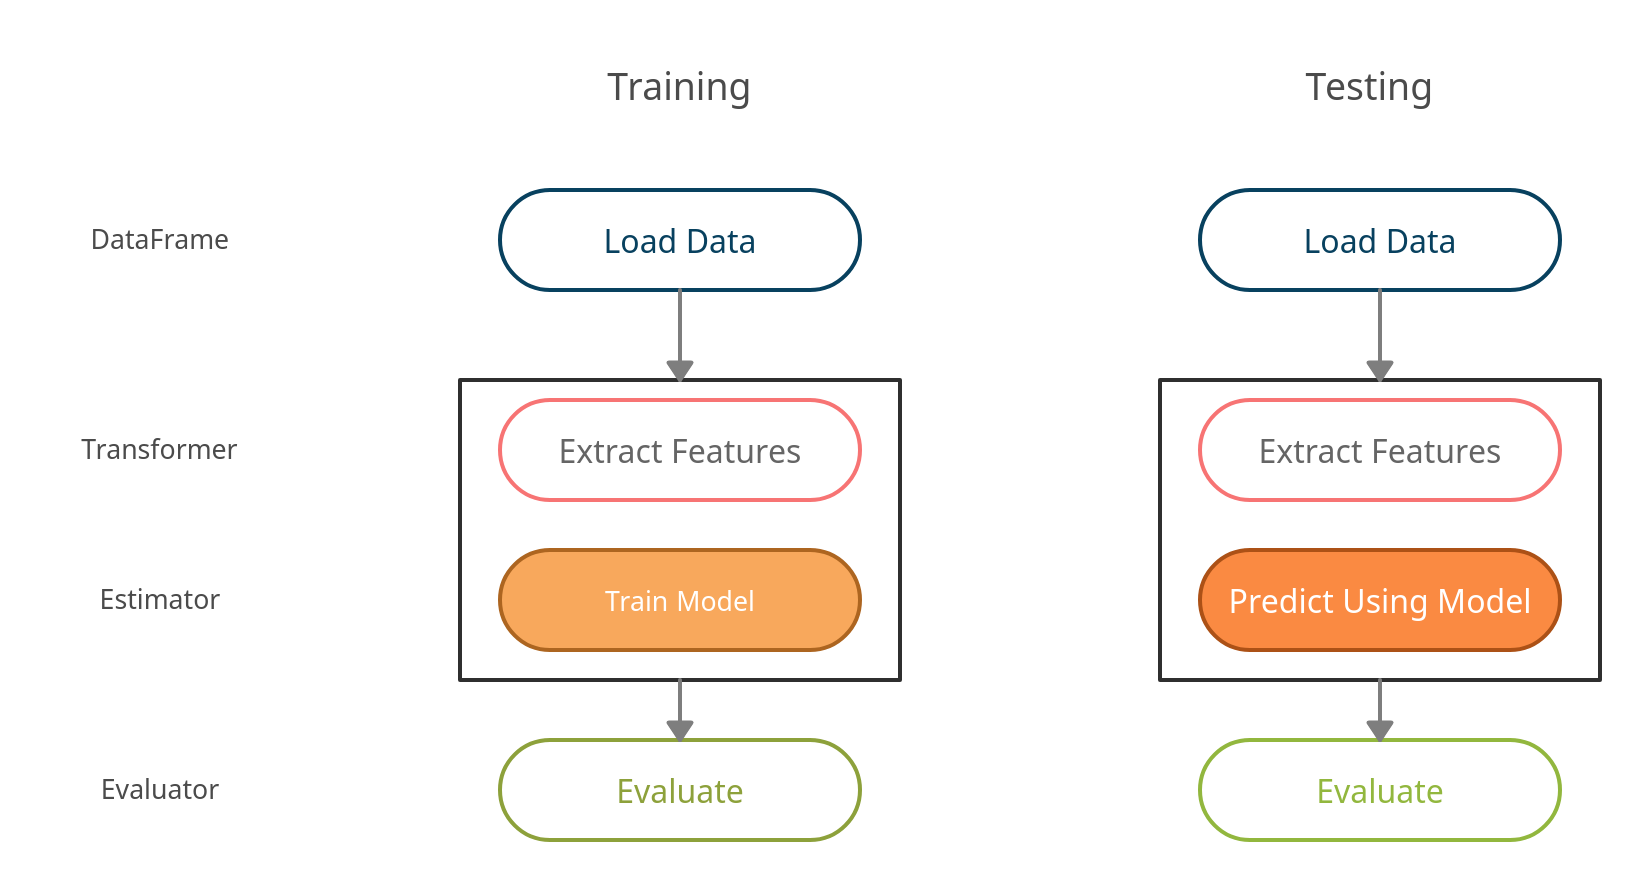 Training
Testing
DataFrame
Load Data
Load Data
Transformer
Extract Features
Extract Features
Estimator
Train Model
Predict Using Model
Evaluator
Evaluate
Evaluate